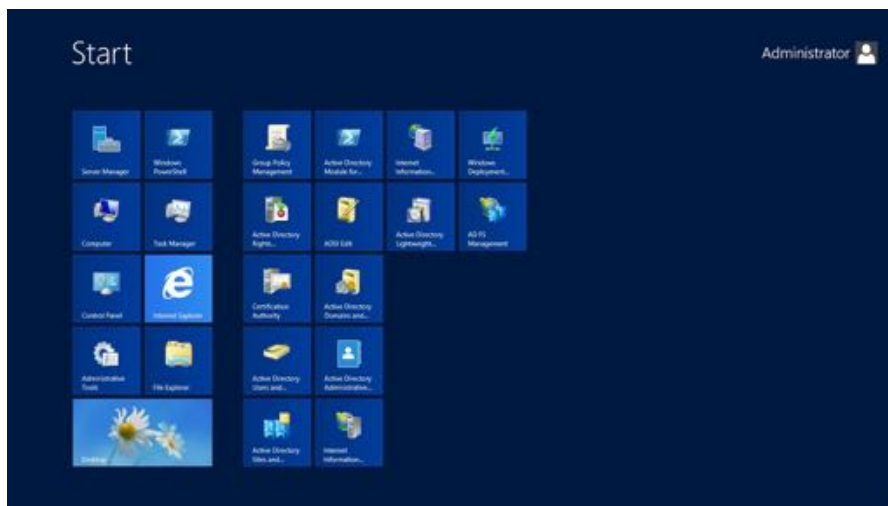 Start
Administrator
Server Manager
Windows
PowerShell
Group Policy
Management
Active Directory
Module for...
Internet
Information...
Windows
Deployment...
Computer
Task Manager
Active Directory
Rights...
ADSI Edit
Active Directory
Lightweight...
AD FS
Management
Control Panel
Internet Explorer
Certification
Authority
Active Directory
Domains and...
Administrative
Tools
File Explorer
Active Directory
Users and...
Active Directory
Administrative...
Desktop
Active Directory
Sites and...
Internet
Information...